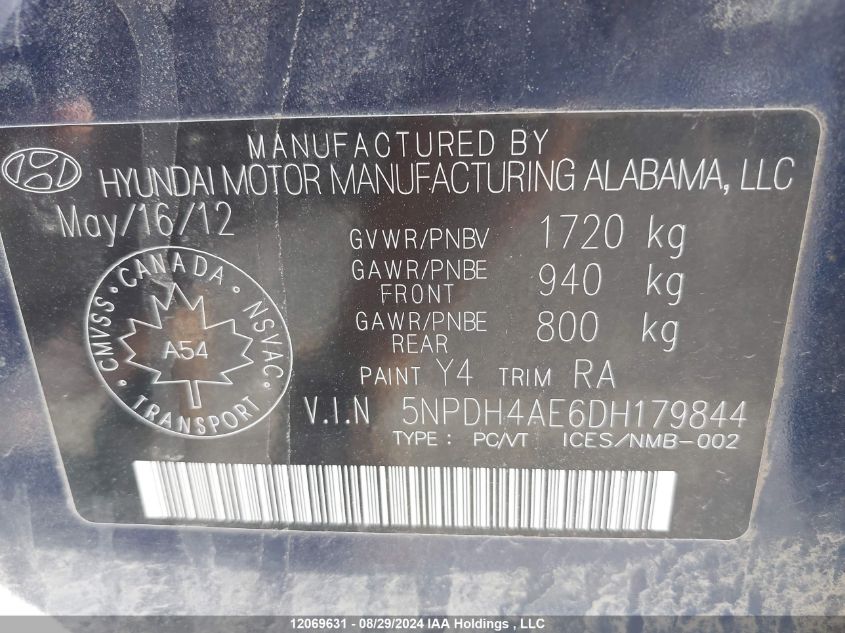 MANUFACTURED BY
HYUNDAI MOTOR MANUFACTURING ALABAMA, LLC
May/16/12
GVWR/PNBV 1720 kg
GAWR/PNBE FRONT 940 kg
GAWR/PNBE REAR 800 kg
CMVSS · CANADA · NSVAC · TRANSPORT ·
A54
PAINT Y4 TRIM RA
V.I.N 5NPDH4AE6DH179844
TYPE : PC/VT ICES/NMB-002
12069631 - 08/29/2024 IAA Holdings , LLC